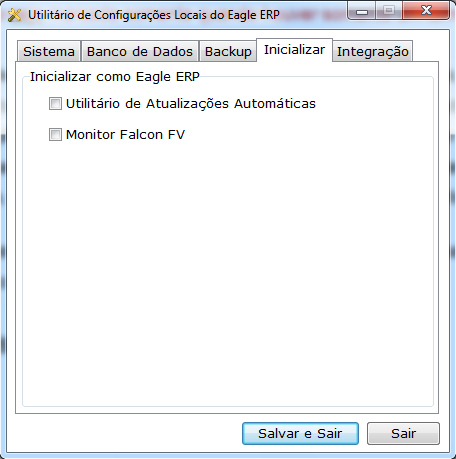 Utilitário de Configurações Locais do Eagle ERP
Sistema Banco de Dados Backup Inicializar Integração
Inicializar como Eagle ERP
Utilitário de Atualizações Automáticas
Monitor Falcon FV
Salvar e Sair Sair